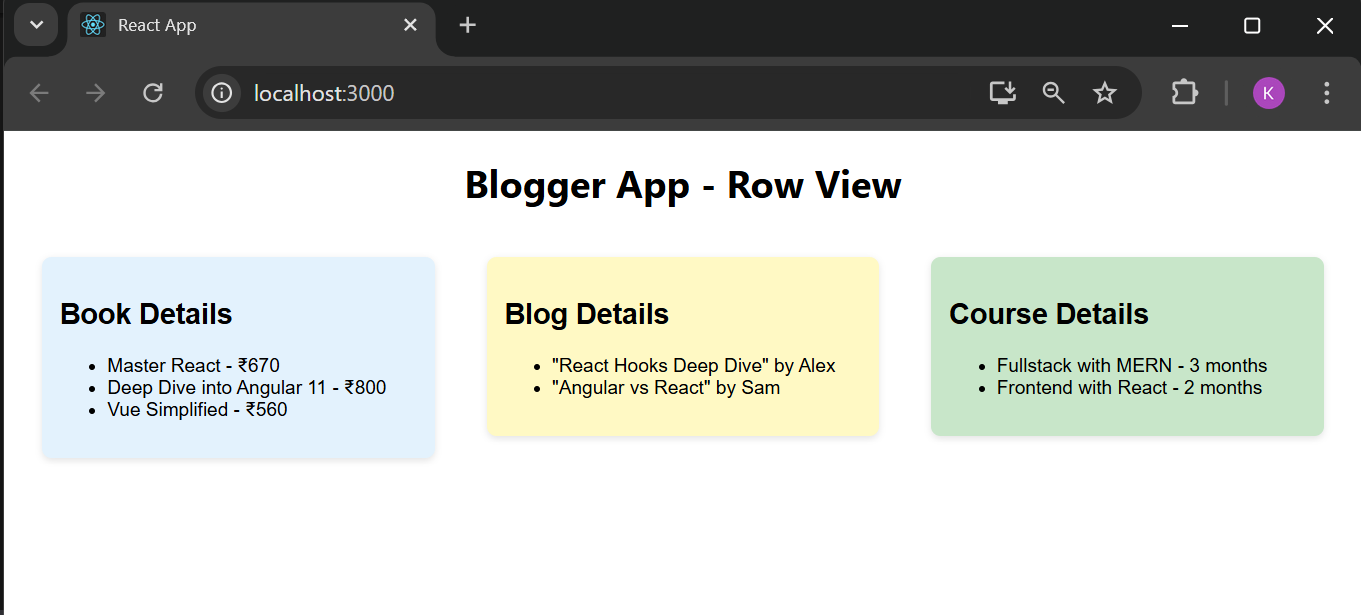 React App
localhost:3000
K
Blogger App - Row View
Book Details
• Master React - ₹670
• Deep Dive into Angular 11 - ₹800
• Vue Simplified - ₹560
Blog Details
• "React Hooks Deep Dive" by Alex
• "Angular vs React" by Sam
Course Details
• Fullstack with MERN - 3 months
• Frontend with React - 2 months